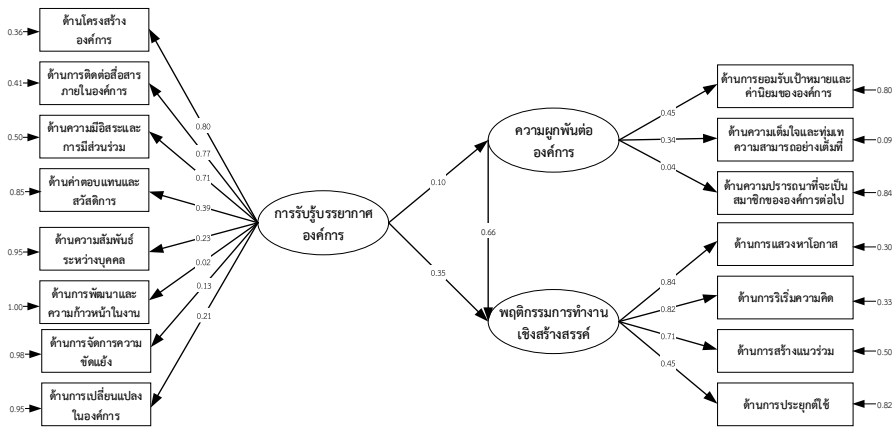 0.36
ด้านโครงสร้าง
องค์การ
0.41
ด้านการติดต่อสื่อสาร
ภายในองค์การ
0.50
ด้านความมีอิสระและ
การมีส่วนร่วม
0.85
ด้านค่าตอบแทนและ
สวัสดิการ
0.95
ด้านความสัมพันธ์
ระหว่างบุคคล
1.00
ด้านการพัฒนาและ
ความก้าวหน้าในงาน
0.98
ด้านการจัดการความ
ขัดแย้ง
0.95
ด้านการเปลี่ยนแปลง
ในองค์การ
0.80
0.77
0.71
0.39
0.23
0.02
0.13
0.21
การรับรู้บรรยากาศ
องค์การ
0.10
0.35
ความผูกพันต่อ
องค์การ
0.66
พฤติกรรมการทำงาน
เชิงสร้างสรรค์
0.45
0.34
0.04
0.84
0.82
0.71
0.45
ด้านการยอมรับเป้าหมายและ
ค่านิยมขององค์การ
0.80
ด้านความเต็มใจและทุ่มเท
ความสามารถอย่างเต็มที่
0.09
ด้านความปรารถนาที่จะเป็น
สมาชิกขององค์การต่อไป
0.84
ด้านการแสวงหาโอกาส
0.30
ด้านการริเริ่มความคิด
0.33
ด้านการสร้างแนวร่วม
0.50
ด้านการประยุกต์ใช้
0.82